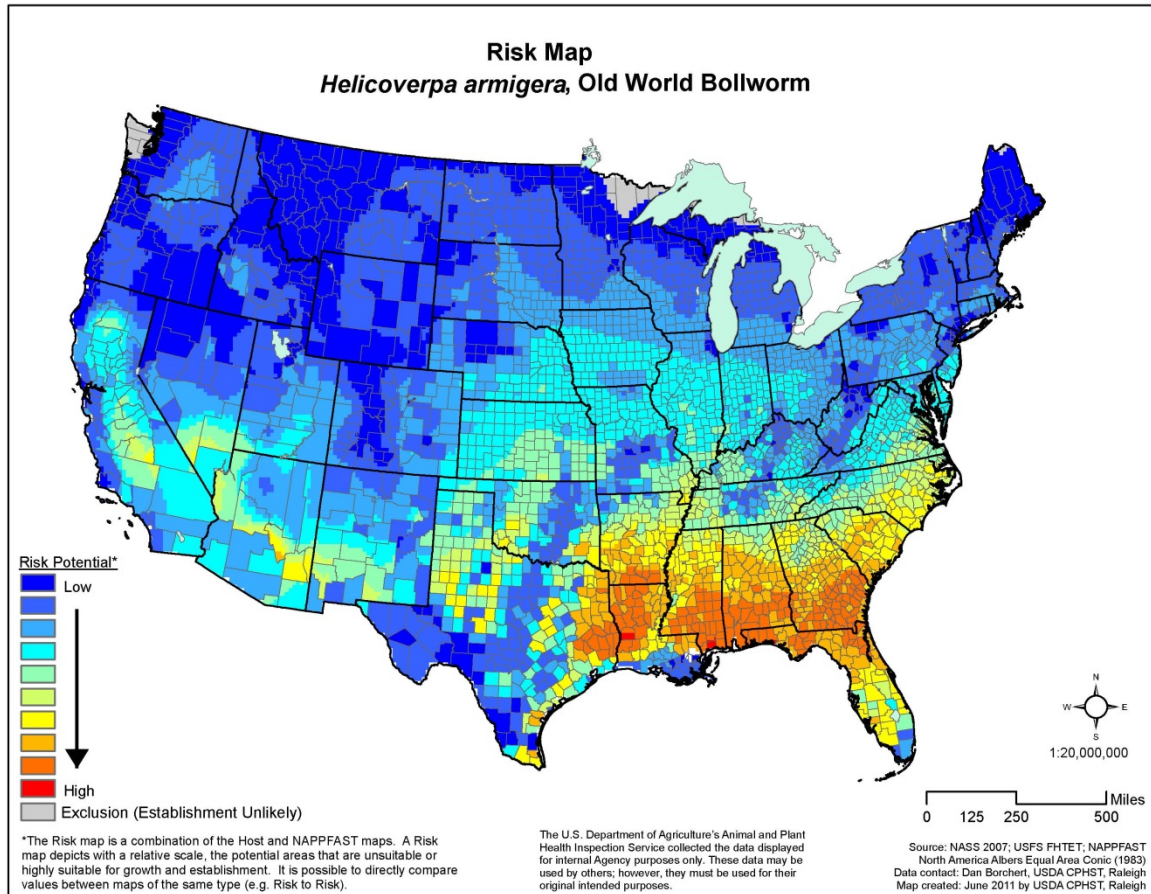 Risk Map
Helicoverpa armigera, Old World Bollworm
Risk Potential*
Low
High
Exclusion (Establishment Unlikely)
*The Risk map is a combination of the Host and NAPPFAST maps. A Risk
map depicts with a relative scale, the potential areas that are unsuitable or
highly suitable for growth and establishment. It is possible to directly compare
values between maps of the same type (e.g. Risk to Risk).
The U.S. Department of Agriculture's Animal and Plant
Health Inspection Service collected the data displayed
for internal Agency purposes only. These data may be
used by others; however, they must be used for their
original intended purposes.
N
W
E
S
1:20,000,000
Miles
0 125 250 500
Source: NASS 2007; USFS FHTET; NAPPFAST
North America Albers Equal Area Conic (1983)
Data contact: Dan Borchert, USDA CPHST, Raleigh
Map created: June 2011 by USDA CPHST, Raleigh